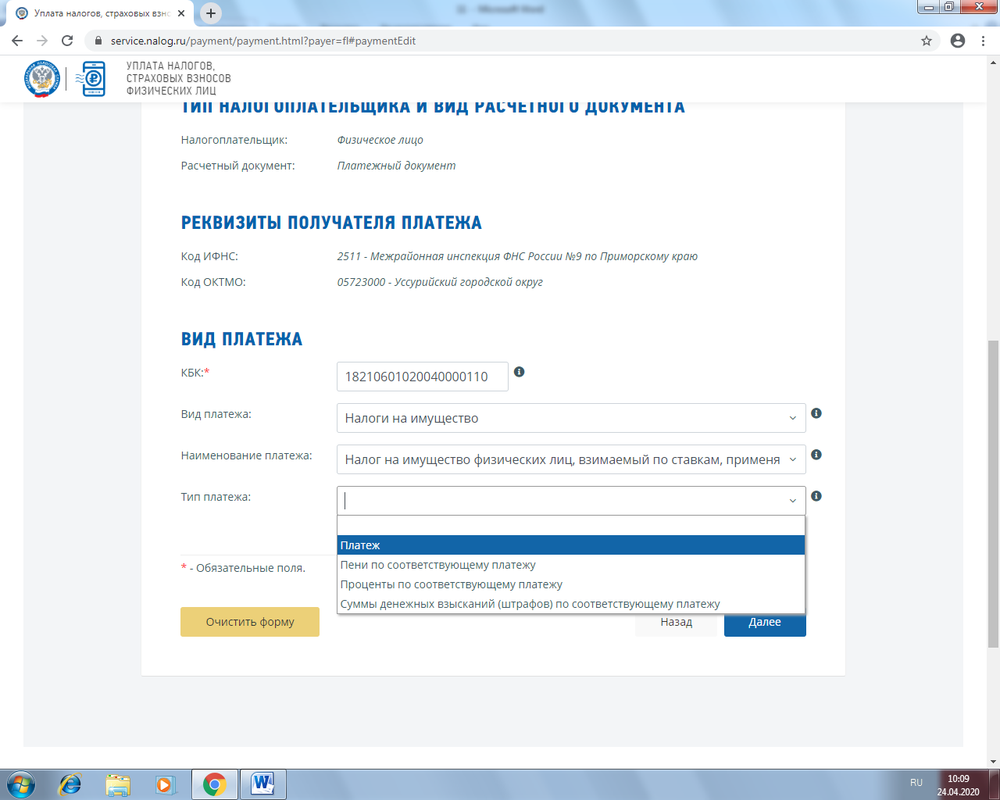 Уплата налогов, страховых взно
service.nalog.ru/payment/payment.html?payer=fl#paymentEdit
УПЛАТА НАЛОГОВ,
СТРАХОВЫХ ВЗНОСОВ
ФИЗИЧЕСКИХ ЛИЦ
ТИП НАЛОГОПЛАТЕЛЬЩИКА И ВИД РАСЧЕТНОГО ДОКУМЕНТА
Налогоплательщик: Физическое лицо
Расчетный документ: Платежный документ
РЕКВИЗИТЫ ПОЛУЧАТЕЛЯ ПЛАТЕЖА
Код ИФНС: 2511 - Межрайонная инспекция ФНС России №9 по Приморскому краю
Код ОКТМО: 05723000 - Уссурийский городской округ
ВИД ПЛАТЕЖА
КБК:* 18210601020040000110
Вид платежа: Налоги на имущество
Наименование платежа: Налог на имущество физических лиц, взимаемый по ставкам, применя
Тип платежа:
Платеж
Пени по соответствующему платежу
Проценты по соответствующему платежу
Суммы денежных взысканий (штрафов) по соответствующему платежу
* - Обязательные поля.
Очистить форму
Назад
Далее
RU
10:09
24.04.2020